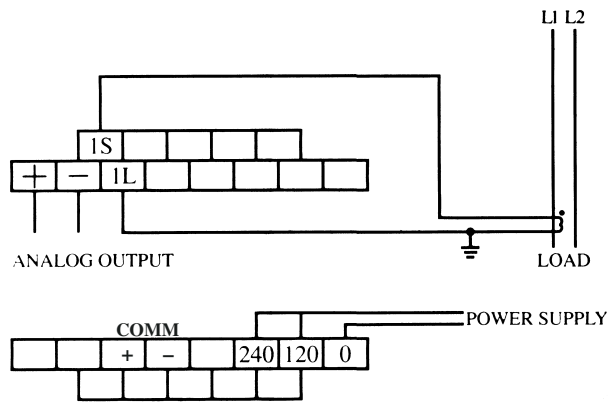 L1 L2
1S
+ − 1L
ANALOG OUTPUT
LOAD
POWER SUPPLY
COMM
+ − 240 120 0